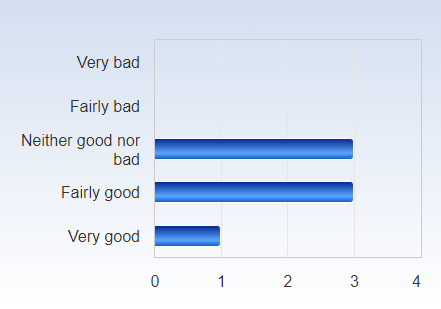 Very bad
Fairly bad
Neither good nor
bad
Fairly good
Very good
0 1 2 3 4